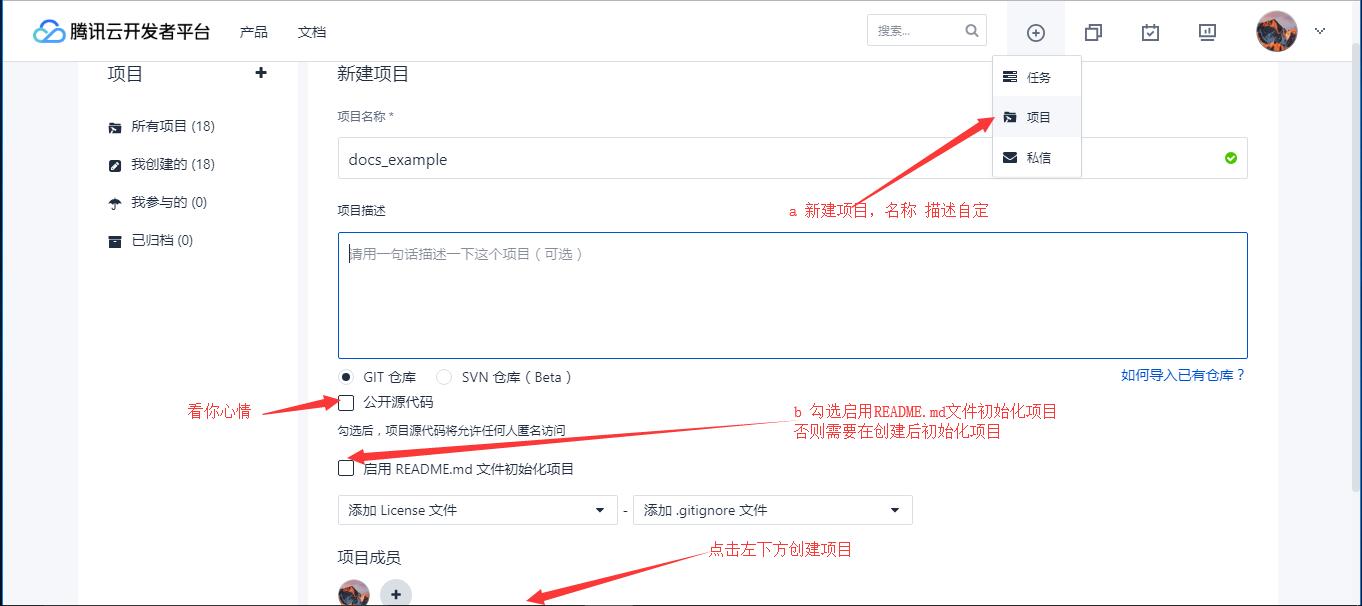 腾讯云开发者平台
产品
文档
搜索...
任务
项目
私信
项目
+
所有项目 (18)
我创建的 (18)
我参与的 (0)
已归档 (0)
新建项目
项目名称 *
docs_example
a 新建项目，名称 描述自定
项目描述
请用一句话描述一下这个项目（可选）
GIT 仓库
SVN 仓库（Beta）
如何导入已有仓库？
看你心情
公开源代码
勾选后，项目源代码将允许任何人匿名访问
b 勾选启用README.md文件初始化项目
否则需要在创建后初始化项目
启用 README.md 文件初始化项目
添加 License 文件
-
添加 .gitignore 文件
项目成员
点击左下方创建项目
+